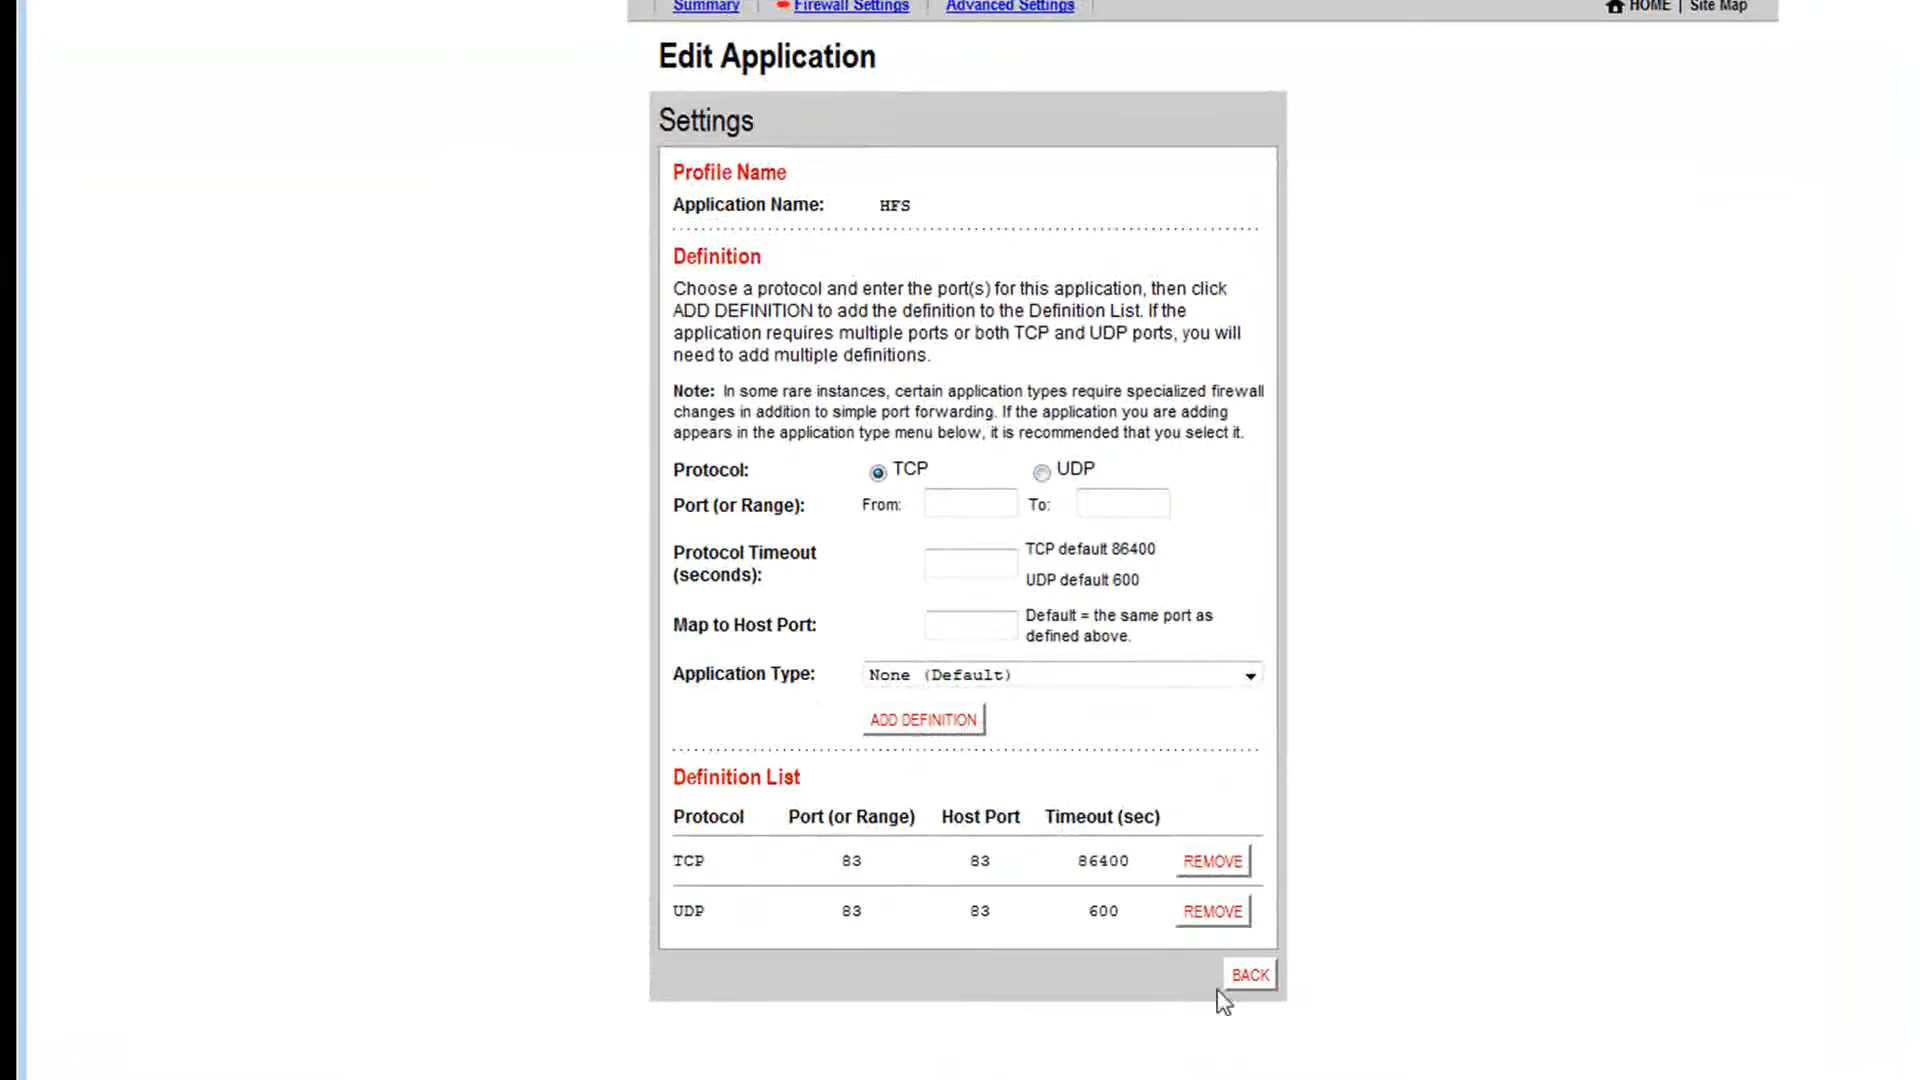 Summary Firewall Settings Advanced Settings HOME | Site Map
Edit Application
Settings
Profile Name
Application Name: HFS
Definition
Choose a protocol and enter the port(s) for this application, then click
ADD DEFINITION to add the definition to the Definition List. If the
application requires multiple ports or both TCP and UDP ports, you will
need to add multiple definitions.
Note: In some rare instances, certain application types require specialized firewall
changes in addition to simple port forwarding. If the application you are adding
appears in the application type menu below, it is recommended that you select it.
Protocol: TCP UDP
Port (or Range): From: To:
Protocol Timeout
(seconds):
TCP default 86400
UDP default 600
Map to Host Port:
Default = the same port as
defined above.
Application Type: None (Default)
ADD DEFINITION
Definition List
Protocol Port (or Range) Host Port Timeout (sec)
TCP 83 83 86400 REMOVE
UDP 83 83 600 REMOVE
BACK